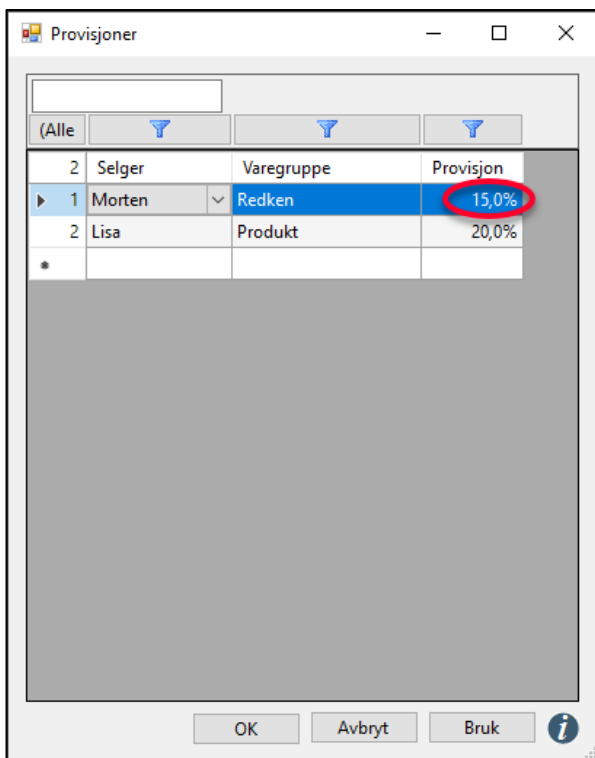 Provisjoner
(Alle
2 Selger Varegruppe Provisjon
1 Morten Redken 15,0%
2 Lisa Produkt 20,0%
*
OK Avbryt Bruk i